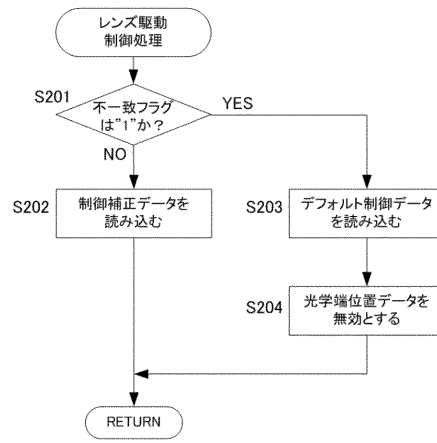 レンズ駆動
制御処理
S201
不一致フラグ
は"1"か?
YES
NO
S202
制御補正データを
読み込む
S203
デフォルト制御データ
を読み込む
S204
光学端位置データを
無効とする
RETURN